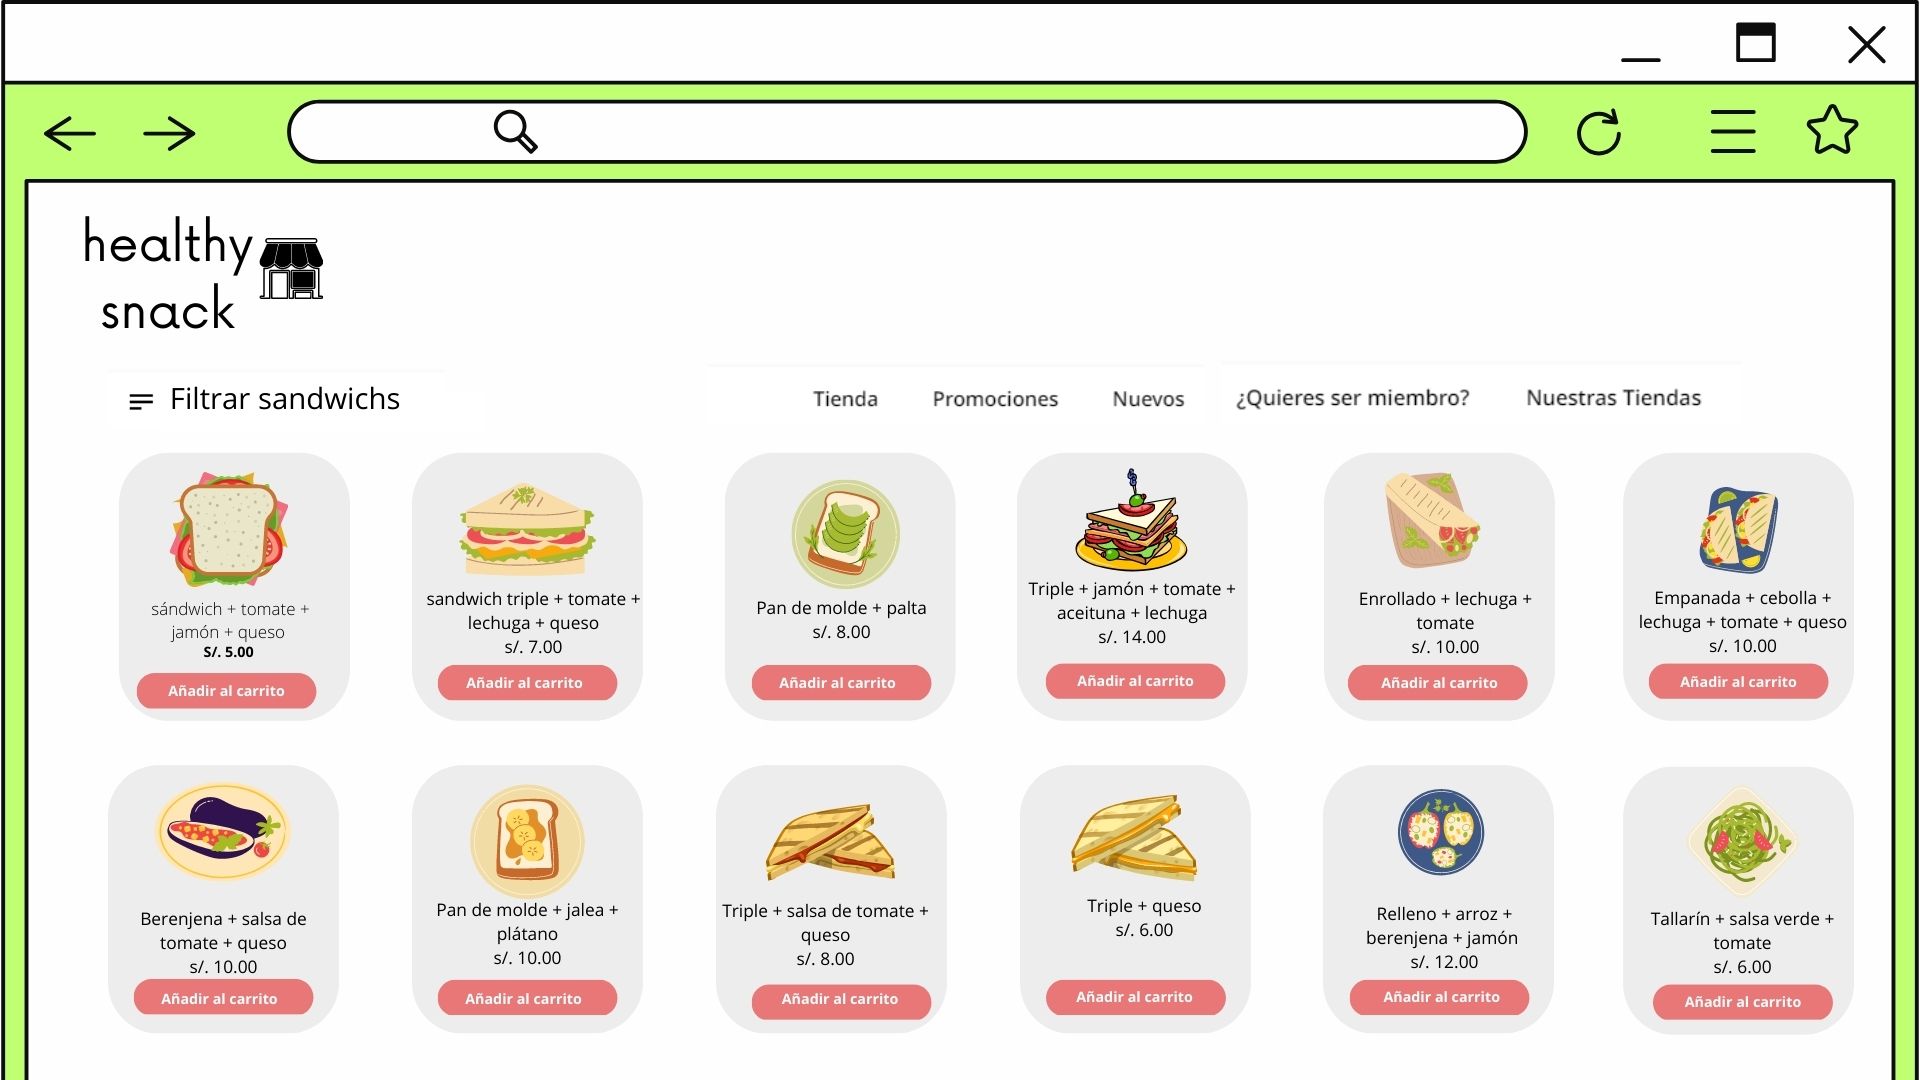 healthy
snack
Filtrar sandwichs
Tienda
Promociones
Nuevos
¿Quieres ser miembro?
Nuestras Tiendas
sándwich + tomate +
jamón + queso
S/. 5.00
Añadir al carrito
sandwich triple + tomate +
lechuga + queso
s/. 7.00
Añadir al carrito
Pan de molde + palta
s/. 8.00
Añadir al carrito
Triple + jamón + tomate +
aceituna + lechuga
s/. 14.00
Añadir al carrito
Enrollado + lechuga +
tomate
s/. 10.00
Añadir al carrito
Empanada + cebolla +
lechuga + tomate + queso
s/. 10.00
Añadir al carrito
Berenjena + salsa de
tomate + queso
s/. 10.00
Añadir al carrito
Pan de molde + jalea +
plátano
s/. 10.00
Añadir al carrito
Triple + salsa de tomate +
queso
s/. 8.00
Añadir al carrito
Triple + queso
s/. 6.00
Añadir al carrito
Relleno + arroz +
berenjena + jamón
s/. 12.00
Añadir al carrito
Tallarín + salsa verde +
tomate
s/. 6.00
Añadir al carrito